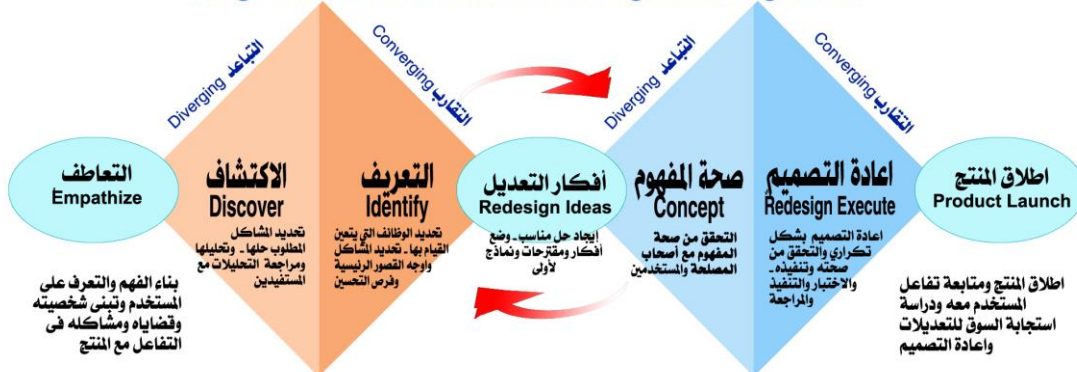 التباعد Diverging
Converging التقارب
التباعد Diverging
Converging التقارب
التعاطف
Empathize
بناء الفهم والتعرف على
المستخدم وتبنى شخصيته
وقضاياه ومشاكله فى
التفاعل مع المنتج
الاكتشاف
Discover
تحديد المشاكل
المطلوب حلها - وتحليلها
ومراجعة التحليلات مع
المستفيدين
التعريف
Identify
تحديد الوظائف التي يتعين
القيام بها - تحديد المشاكل
واوجه القصور الرئيسية
وفرص التحسين
أفكار التعديل
Redesign Ideas
إيجاد حل مناسب - وضع
أفكار ومقترحات ونماذج
لأولى
صحة المفهوم
Concept
التحقق من صحة
المفهوم مع أصحاب
المصلحة والمستخدمين
اعادة التصميم
Redesign Execute
اعادة التصميم بشكل
تكراري والتحقق من
صحته وتنفيذه -
والاختبار والتنفيذ
والمراجعة
اطلاق المنتج
Product Launch
اطلاق المنتج ومتابعة تفاعل
المستخدم معه ودراسة
استجابة السوق للتعديلات
واعادة التصميم